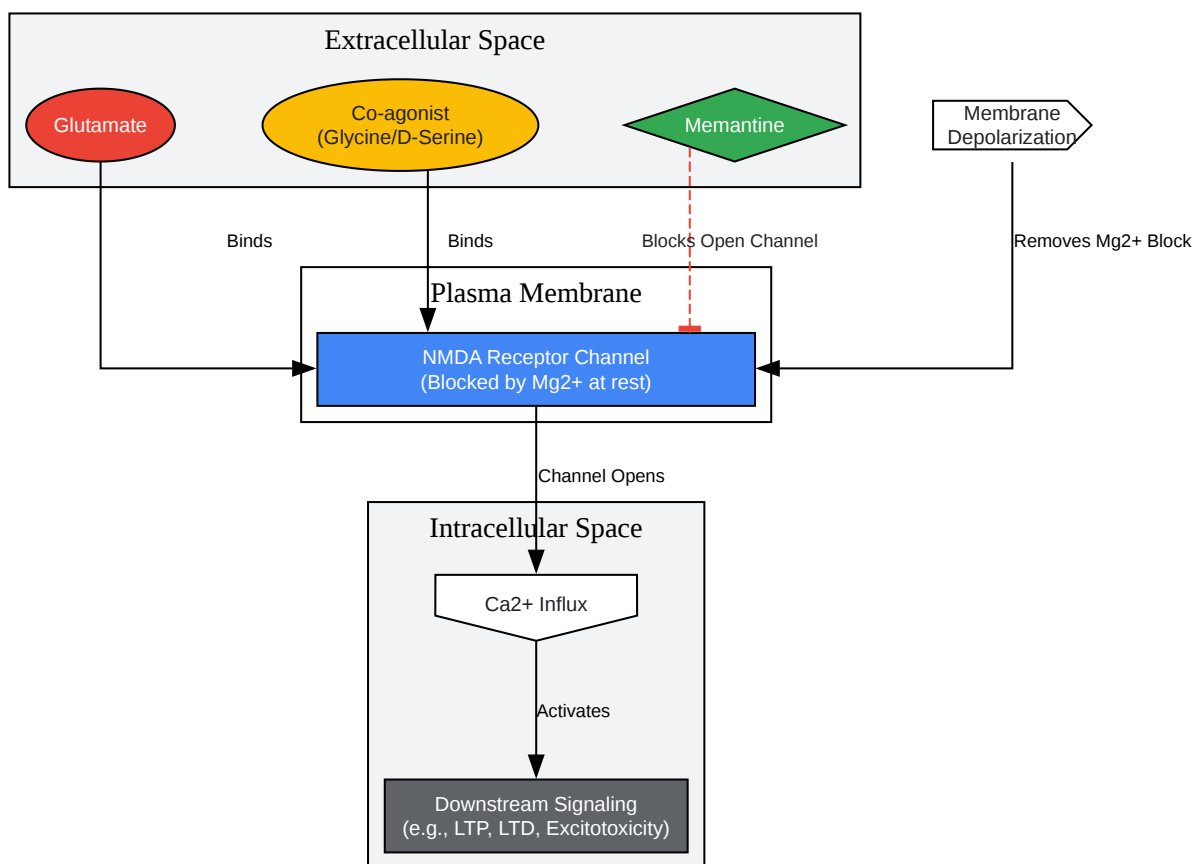 Extracellular Space
Glutamate
Co-agonist
(Glycine/D-Serine)
Memantine
Membrane
Depolarization
Binds
Binds
Blocks Open Channel
Removes Mg2+ Block
Plasma Membrane
NMDA Receptor Channel
(Blocked by Mg2+ at rest)
Channel Opens
Intracellular Space
Ca2+ Influx
Activates
Downstream Signaling
(e.g., LTP, LTD, Excitotoxicity)